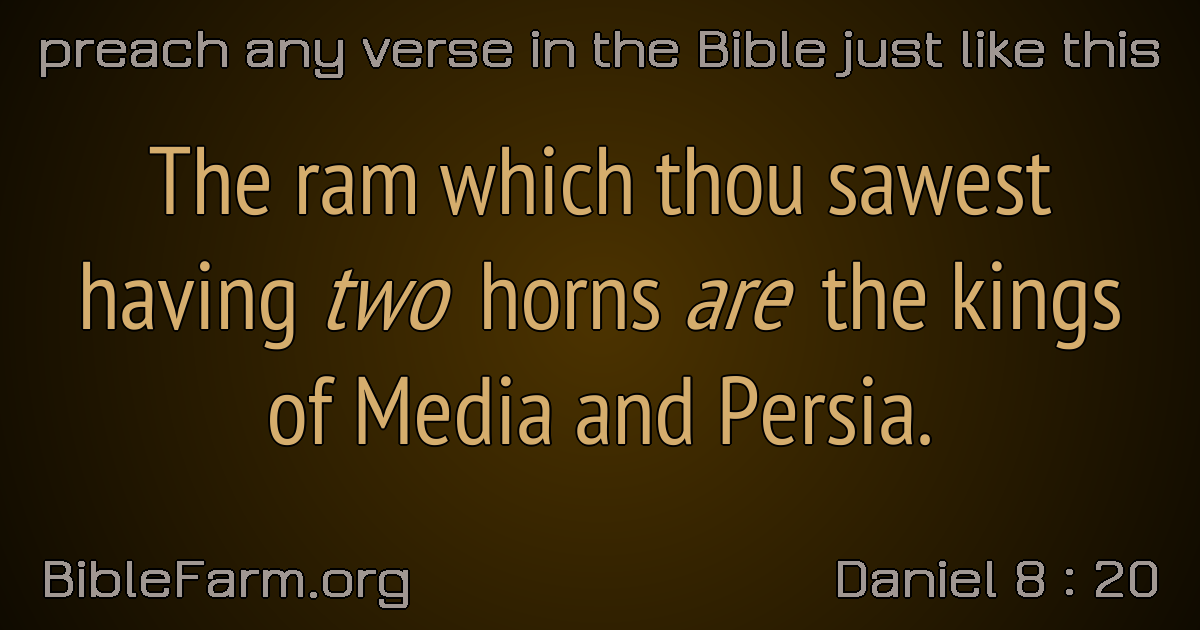 preach any verse in the Bible just like this
The ram which thou sawest
having two horns are the kings
of Media and Persia.
BibleFarm.org
Daniel 8 : 20